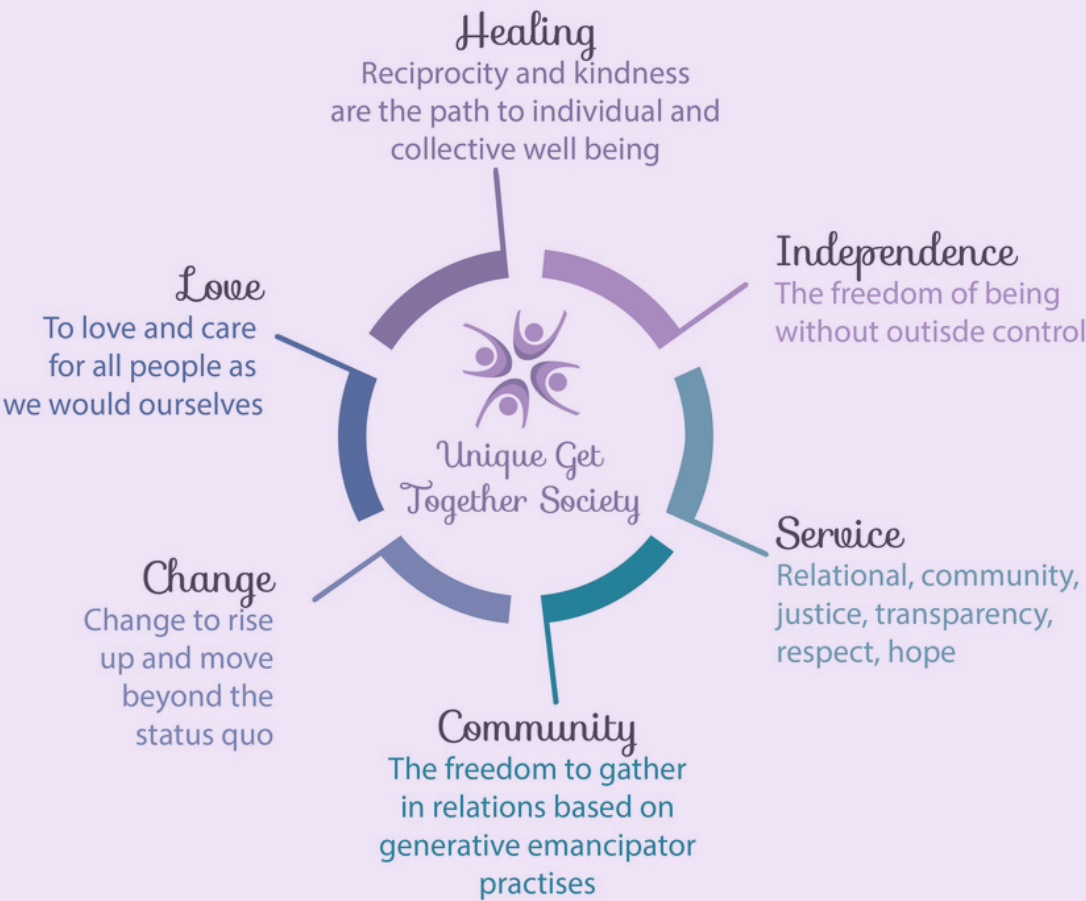 Healing
Reciprocity and kindness
are the path to individual and
collective well being
Independence
The freedom of being
without outisde control
Service
Relational, community,
justice, transparency,
respect, hope
Community
The freedom to gather
in relations based on
generative emancipator
practises
Change
Change to rise
up and move
beyond the
status quo
Love
To love and care
for all people as
we would ourselves
Unique Get
Together Society